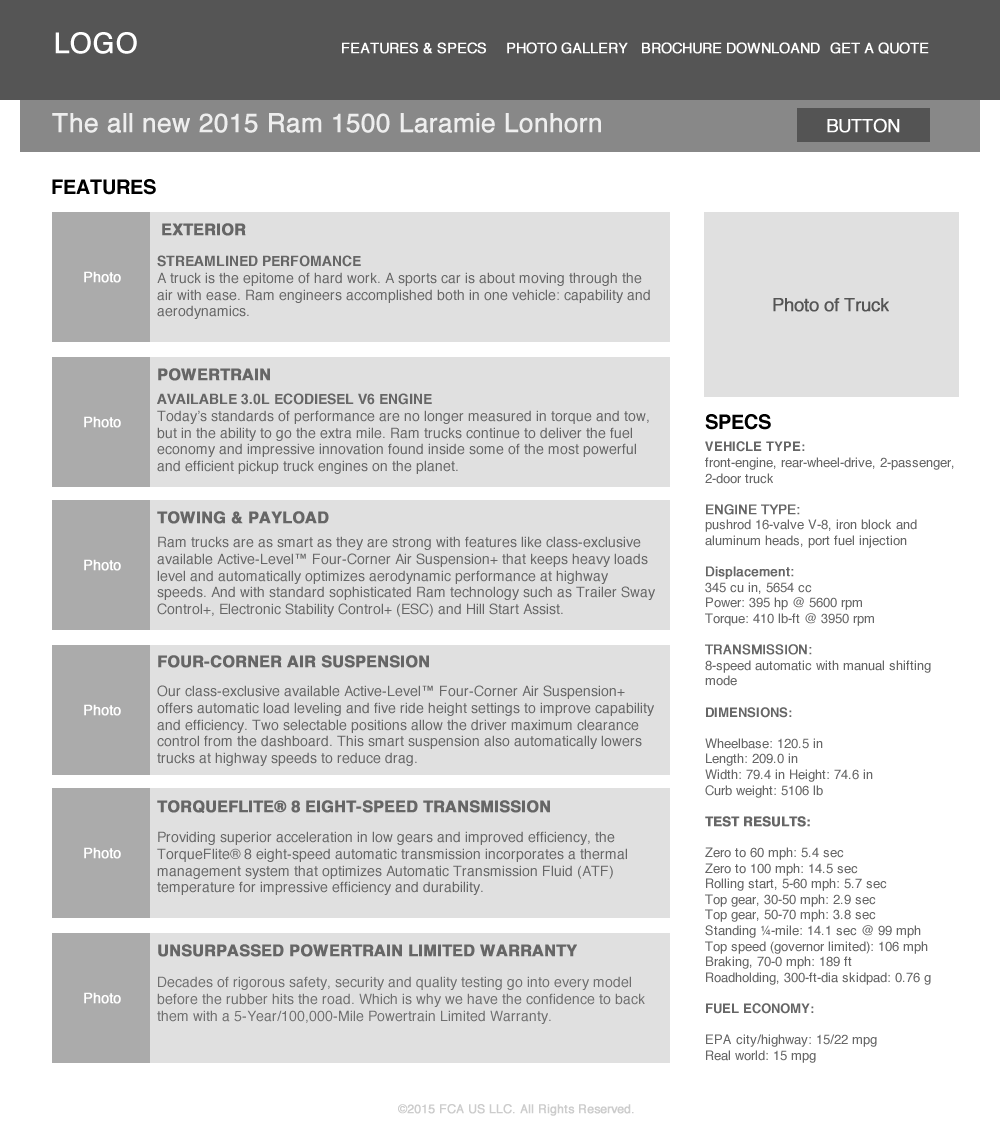 LOGO
FEATURES & SPECS PHOTO GALLERY BROCHURE DOWNLOAND GET A QUOTE
The all new 2015 Ram 1500 Laramie Lonhorn
BUTTON
FEATURES
Photo
EXTERIOR
STREAMLINED PERFOMANCE
A truck is the epitome of hard work. A sports car is about moving through the
air with ease. Ram engineers accomplished both in one vehicle: capability and
aerodynamics.
Photo
POWERTRAIN
AVAILABLE 3.0L ECODIESEL V6 ENGINE
Today’s standards of performance are no longer measured in torque and tow,
but in the ability to go the extra mile. Ram trucks continue to deliver the fuel
economy and impressive innovation found inside some of the most powerful
and efficient pickup truck engines on the planet.
Photo
TOWING & PAYLOAD
Ram trucks are as smart as they are strong with features like class-exclusive
available Active-Level™ Four-Corner Air Suspension+ that keeps heavy loads
level and automatically optimizes aerodynamic performance at highway
speeds. And with standard sophisticated Ram technology such as Trailer Sway
Control+, Electronic Stability Control+ (ESC) and Hill Start Assist.
Photo
FOUR-CORNER AIR SUSPENSION
Our class-exclusive available Active-Level™ Four-Corner Air Suspension+
offers automatic load leveling and five ride height settings to improve capability
and efficiency. Two selectable positions allow the driver maximum clearance
control from the dashboard. This smart suspension also automatically lowers
trucks at highway speeds to reduce drag.
Photo
TORQUEFLITE® 8 EIGHT-SPEED TRANSMISSION
Providing superior acceleration in low gears and improved efficiency, the
TorqueFlite® 8 eight-speed automatic transmission incorporates a thermal
management system that optimizes Automatic Transmission Fluid (ATF)
temperature for impressive efficiency and durability.
Photo
UNSURPASSED POWERTRAIN LIMITED WARRANTY
Decades of rigorous safety, security and quality testing go into every model
before the rubber hits the road. Which is why we have the confidence to back
them with a 5-Year/100,000-Mile Powertrain Limited Warranty.
Photo of Truck
SPECS
VEHICLE TYPE:
front-engine, rear-wheel-drive, 2-passenger,
2-door truck
ENGINE TYPE:
pushrod 16-valve V-8, iron block and
aluminum heads, port fuel injection
Displacement:
345 cu in, 5654 cc
Power: 395 hp @ 5600 rpm
Torque: 410 lb-ft @ 3950 rpm
TRANSMISSION:
8-speed automatic with manual shifting
mode
DIMENSIONS:
Wheelbase: 120.5 in
Length: 209.0 in
Width: 79.4 in Height: 74.6 in
Curb weight: 5106 lb
TEST RESULTS:
Zero to 60 mph: 5.4 sec
Zero to 100 mph: 14.5 sec
Rolling start, 5-60 mph: 5.7 sec
Top gear, 30-50 mph: 2.9 sec
Top gear, 50-70 mph: 3.8 sec
Standing ¼-mile: 14.1 sec @ 99 mph
Top speed (governor limited): 106 mph
Braking, 70-0 mph: 189 ft
Roadholding, 300-ft-dia skidpad: 0.76 g
FUEL ECONOMY:
EPA city/highway: 15/22 mpg
Real world: 15 mpg
©2015 FCA US LLC. All Rights Reserved.